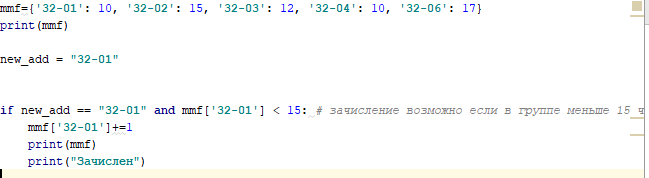 mmf={'32-01': 10, '32-02': 15, '32-03': 12, '32-04': 10, '32-06': 17}
print(mmf)
new_add = "32-01"
if new_add == "32-01" and mmf['32-01'] < 15: # зачисление возможно если в группе меньше 15 ч
mmf['32-01']+=1
print(mmf)
print("Зачислен")